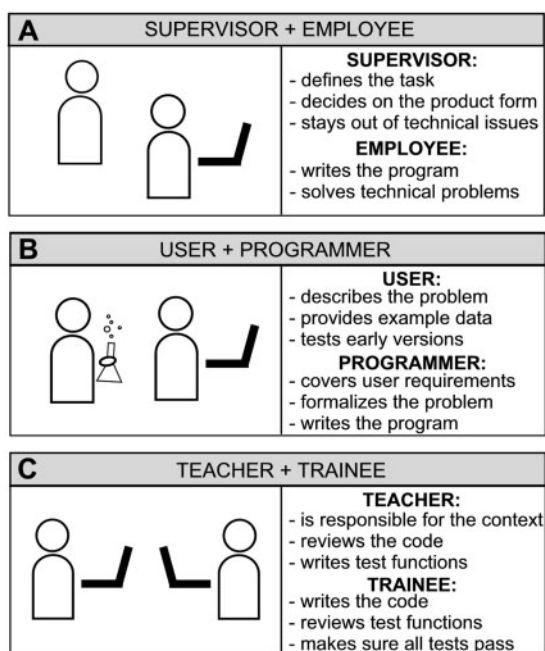 A
SUPERVISOR + EMPLOYEE
SUPERVISOR:
- defines the task
- decides on the product form
- stays out of technical issues
EMPLOYEE:
- writes the program
- solves technical problems
B
USER + PROGRAMMER
USER:
- describes the problem
- provides example data
- tests early versions
PROGRAMMER:
- covers user requirements
- formalizes the problem
- writes the program
C
TEACHER + TRAINEE
TEACHER:
- is responsible for the context
- reviews the code
- writes test functions
TRAINEE:
- writes the code
- reviews test functions
- makes sure all tests pass